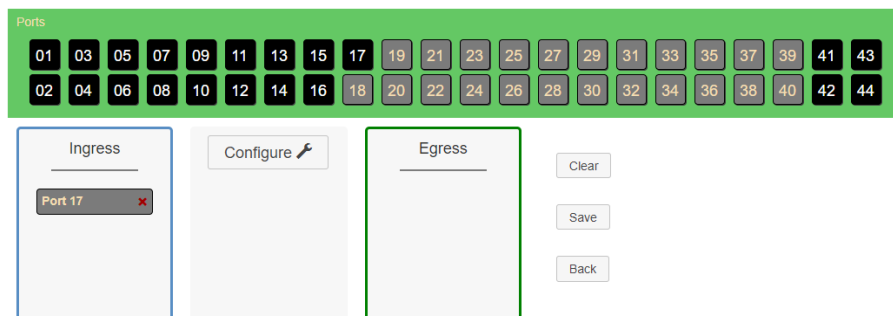 Ports
01 03 05 07 09 11 13 15 17 19 21 23 25 27 29 31 33 35 37 39 41 43
02 04 06 08 10 12 14 16 18 20 22 24 26 28 30 32 34 36 38 40 42 44
Ingress
Port 17
Configure
Egress
Clear
Save
Back